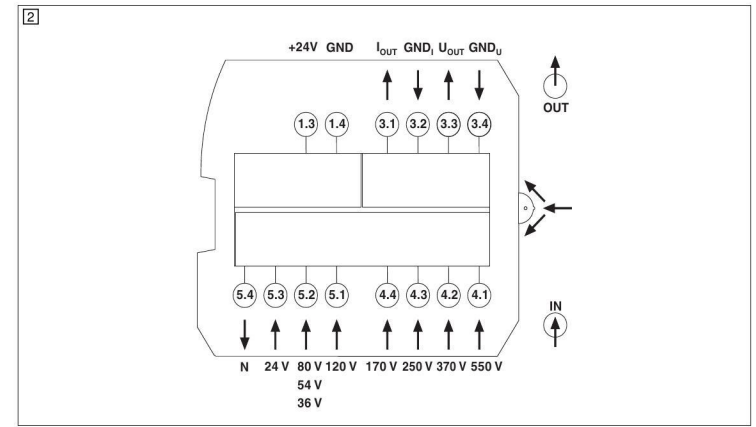 2
+24V GND I_OUT GND_I U_OUT GND_U
OUT
1.3 1.4 3.1 3.2 3.3 3.4
5.4 5.3 5.2 5.1 4.4 4.3 4.2 4.1
IN
N 24 V 80 V 120 V 170 V 250 V 370 V 550 V
54 V
36 V